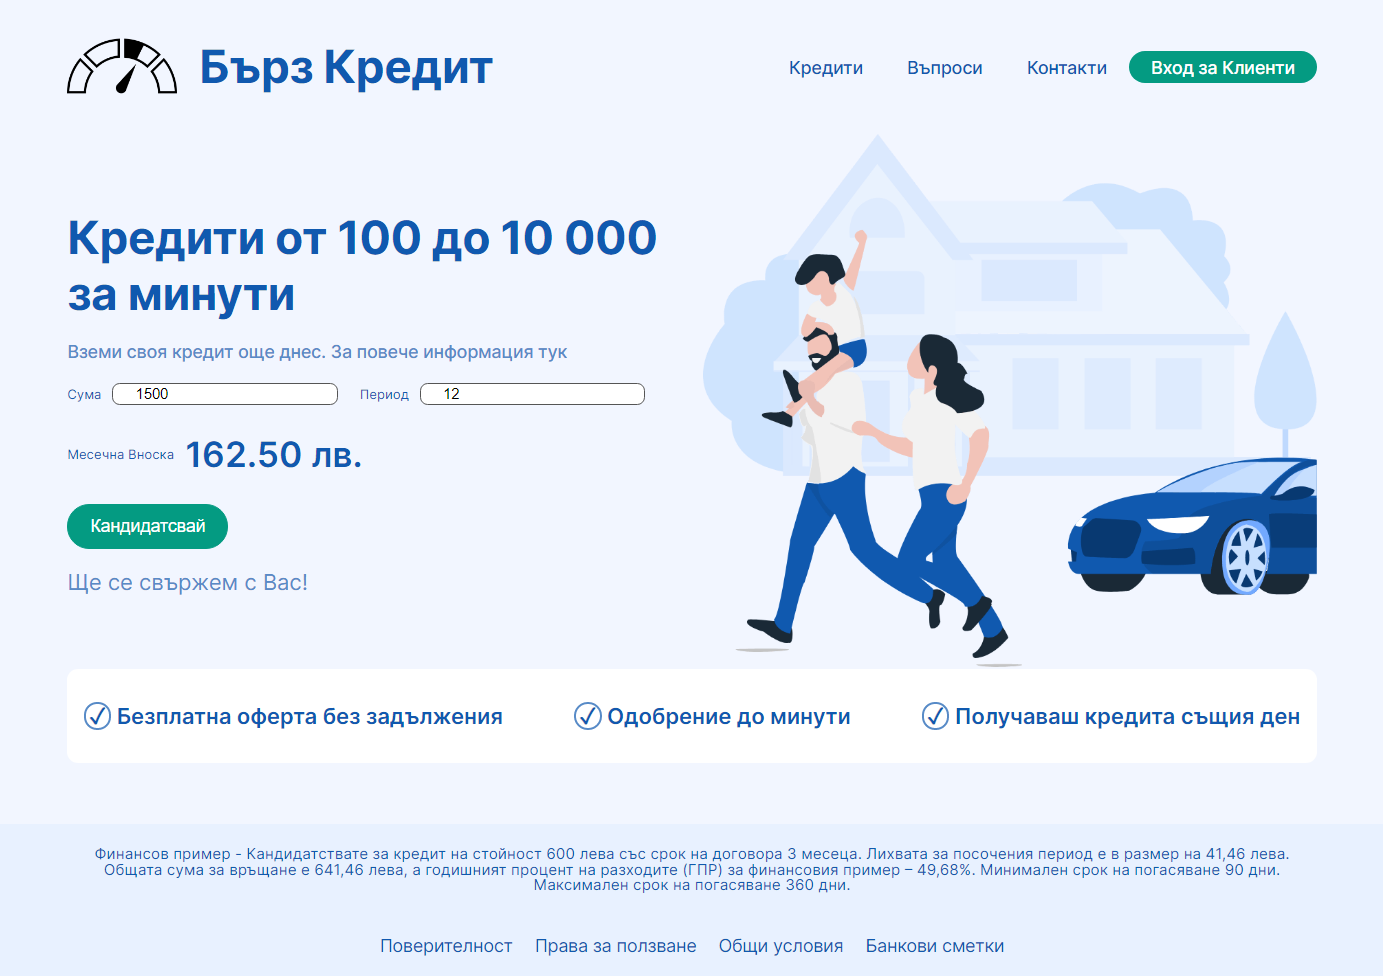 Бърз Кредит
Кредити
Въпроси
Контакти
Вход за Клиенти
Кредити от 100 до 10 000
за минути
Вземи своя кредит още днес. За повече информация тук
Сума 1500 Период 12
Месечна Вноска 162.50 лв.
Кандидатсвай
Ще се свържем с Вас!
Безплатна оферта без задължения
Одобрение до минути
Получаваш кредита същия ден
Финансов пример - Кандидатствате за кредит на стойност 600 лева със срок на договора 3 месеца. Лихвата за посочения период е в размер на 41,46 лева.
Общата сума за връщане е 641,46 лева, а годишният процент на разходите (ГПР) за финансовия пример – 49,68%. Минимален срок на погасяване 90 дни.
Максимален срок на погасяване 360 дни.
Поверителност
Права за ползване
Общи условия
Банкови сметки